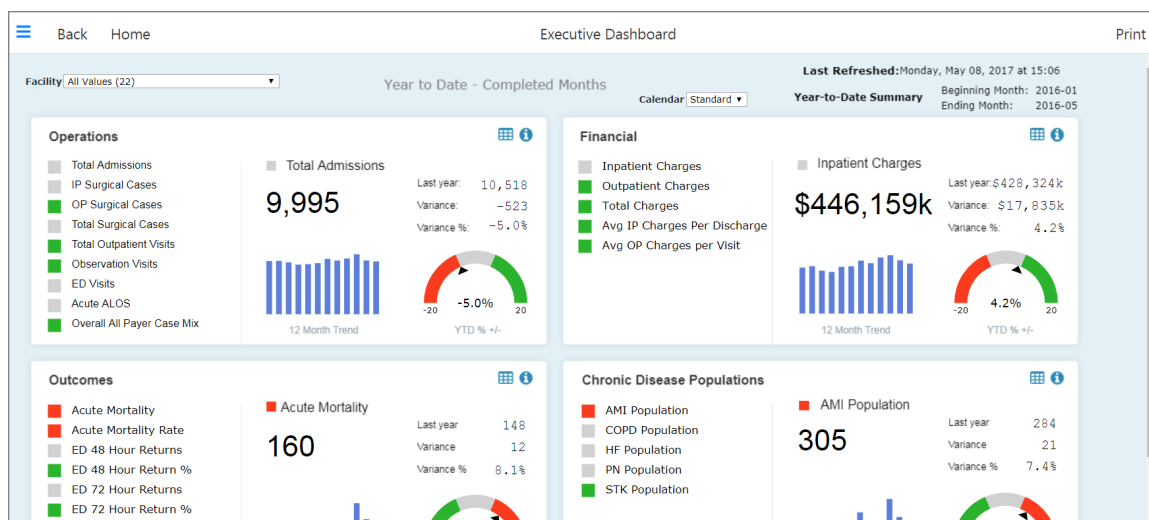 Back Home Executive Dashboard Print
Facility All Values (22)
Year to Date - Completed Months
Calendar Standard
Last Refreshed:Monday, May 08, 2017 at 15:06
Year-to-Date Summary
Beginning Month: 2016-01
Ending Month: 2016-05
Operations
Total Admissions
IP Surgical Cases
OP Surgical Cases
Total Surgical Cases
Total Outpatient Visits
Observation Visits
ED Visits
Acute ALOS
Overall All Payer Case Mix
Total Admissions
9,995
12 Month Trend
Last year: 10,518
Variance: -523
Variance %: -5.0%
-5.0%
-20 20
YTD % +/-
Financial
Inpatient Charges
Outpatient Charges
Total Charges
Avg IP Charges Per Discharge
Avg OP Charges per Visit
Inpatient Charges
$446,159k
12 Month Trend
Last year:$428,324k
Variance: $17,835k
Variance %: 4.2%
4.2%
-20 20
YTD % +/-
Outcomes
Acute Mortality
Acute Mortality Rate
ED 48 Hour Returns
ED 48 Hour Return %
ED 72 Hour Returns
ED 72 Hour Return %
Acute Mortality
160
Last year 148
Variance 12
Variance % 8.1%
Chronic Disease Populations
AMI Population
COPD Population
HF Population
PN Population
STK Population
AMI Population
305
Last year 284
Variance 21
Variance % 7.4%